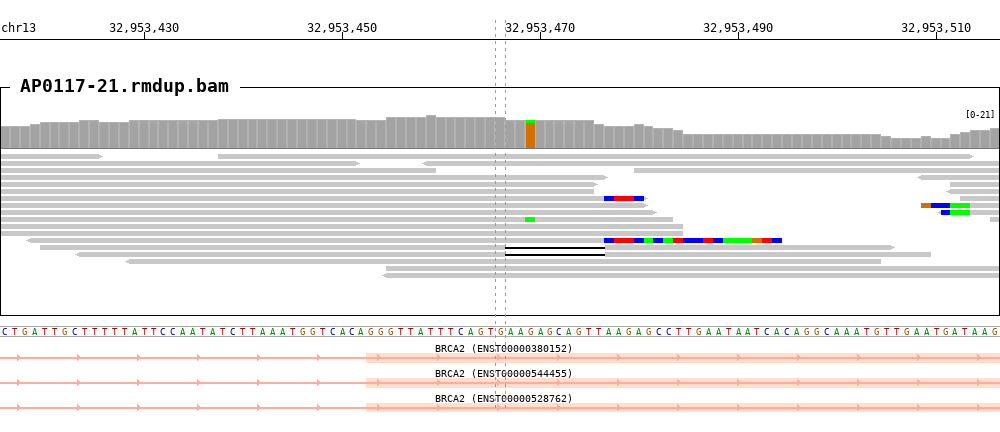 chr13 32,953,430 32,953,450 32,953,470 32,953,490 32,953,510
AP0117-21.rmdup.bam
[0-21]
C T G A T T G C T T T T T A T T C C A A T A T C T T A A A T G G T C A C A G G G T T A T T T C A G T G A A G A G C A G T T A A G A G C C T T G A A T A A T C A C A G G C A A A T G T T G A A T G A T A A G
BRCA2 (ENST00000380152)
BRCA2 (ENST00000544455)
BRCA2 (ENST00000528762)